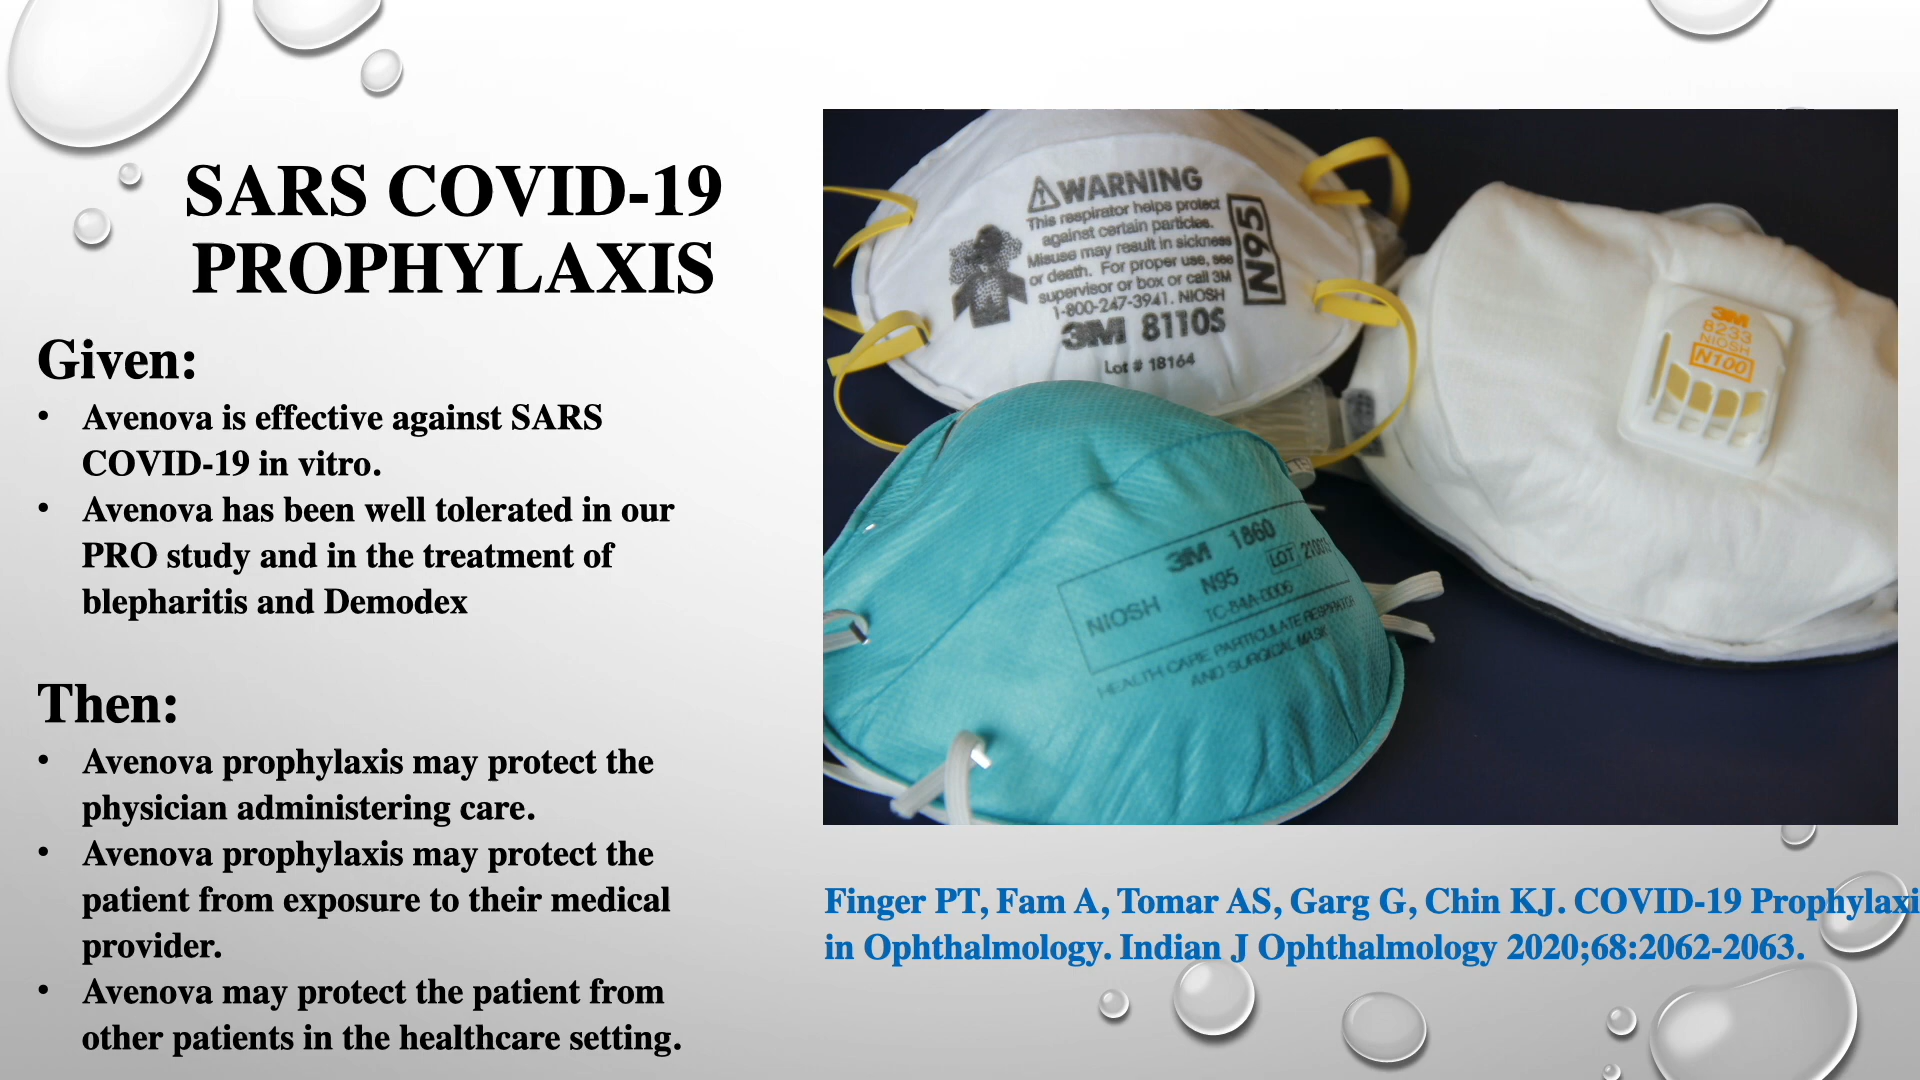 SARS COVID-19
PROPHYLAXIS
Given:
• Avenova is effective against SARS
COVID-19 in vitro.
• Avenova has been well tolerated in our
PRO study and in the treatment of
blepharitis and Demodex
Then:
• Avenova prophylaxis may protect the
physician administering care.
• Avenova prophylaxis may protect the
patient from exposure to their medical
provider.
• Avenova may protect the patient from
other patients in the healthcare setting.
WARNING
This respirator helps protect
against certain particles.
Misuse may result in sickness
or death. For proper use, see
supervisor or box or call 3M
1-800-247-3941. NIOSH
N95
3M 8110S
Lot # 18164
3M
8233
NIOSH
N100
3M 1860
N95 LOT
NIOSH TC-84A-0006
HEALTH CARE PARTICULATE RESPIRATOR
AND SURGICAL MASK
Finger PT, Fam A, Tomar AS, Garg G, Chin KJ. COVID-19 Prophylaxi
in Ophthalmology. Indian J Ophthalmology 2020;68:2062-2063.